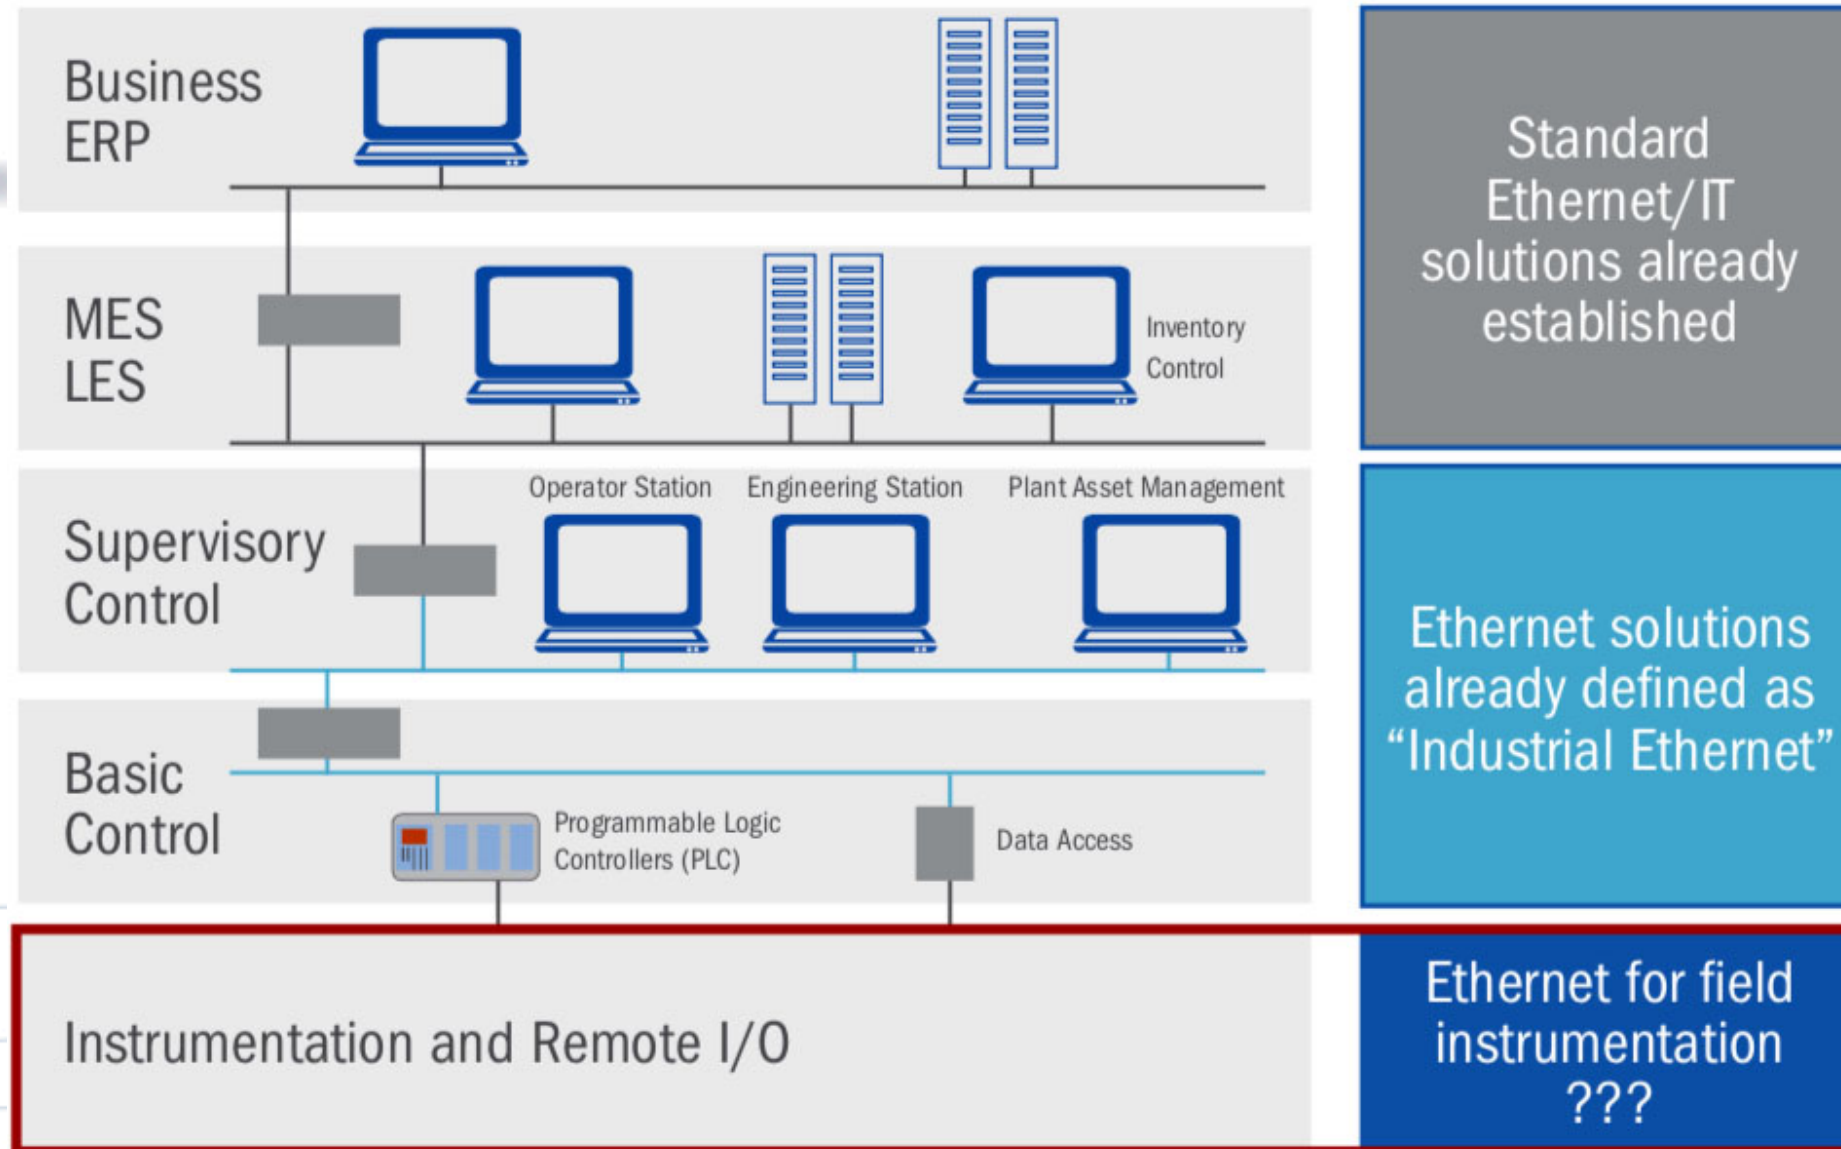 Business
ERP
Standard
Ethernet/IT
solutions already
established
MES
LES
Inventory
Control
Operator Station
Engineering Station
Plant Asset Management
Supervisory
Control
Ethernet solutions
already defined as
“Industrial Ethernet”
Basic
Control
Programmable Logic
Controllers (PLC)
Data Access
Instrumentation and Remote I/O
Ethernet for field
instrumentation
???